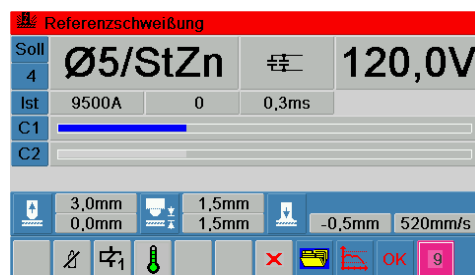 Referenzschweißung
Soll
4
Ø5/StZn
120,0V
Ist
9500A
0
0,3ms
C1
C2
3,0mm
1,5mm
0,0mm
1,5mm
-0,5mm
520mm/s
1
OK
9